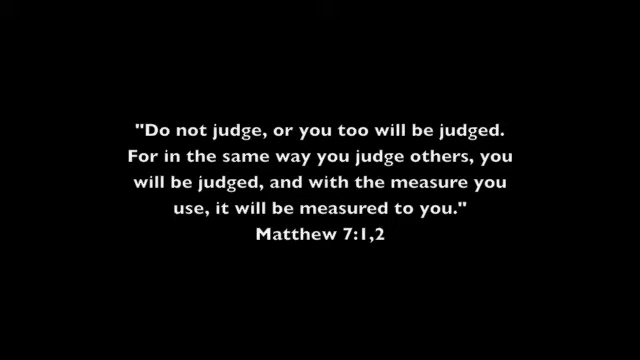 "Do not judge, or you too will be judged.
For in the same way you judge others, you
will be judged, and with the measure you
use, it will be measured to you."
Matthew 7:1,2